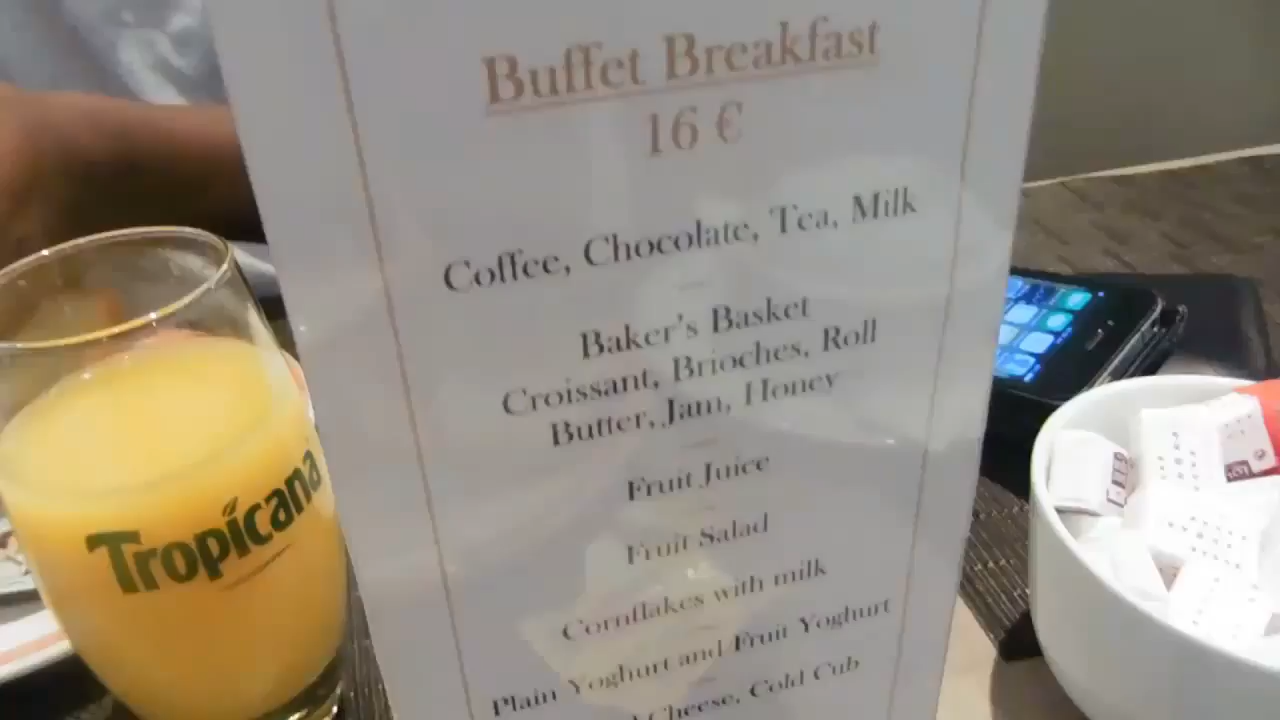 Buffet Breakfast
16 €
Coffee, Chocolate, Tea, Milk
Baker's Basket
Croissant, Brioches, Roll
Butter, Jam, Honey
Fruit Juice
Fruit Salad
Cornflakes with milk
Plain Yoghurt and Fruit Yoghurt
Cheese, Cold Cub
Tropicana